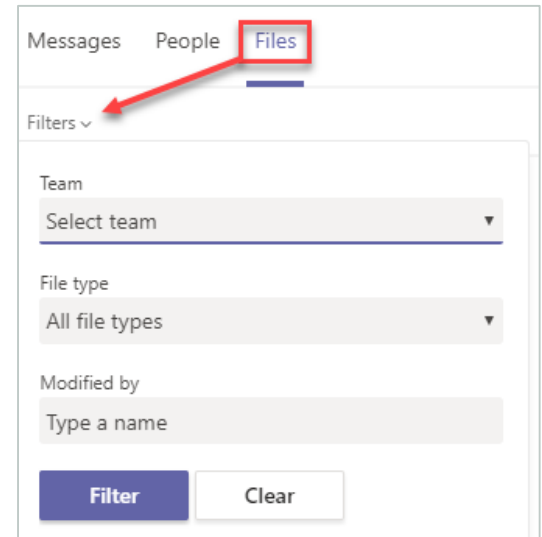 Messages People Files
Filters
Team
Select team
File type
All file types
Modified by
Type a name
Filter Clear